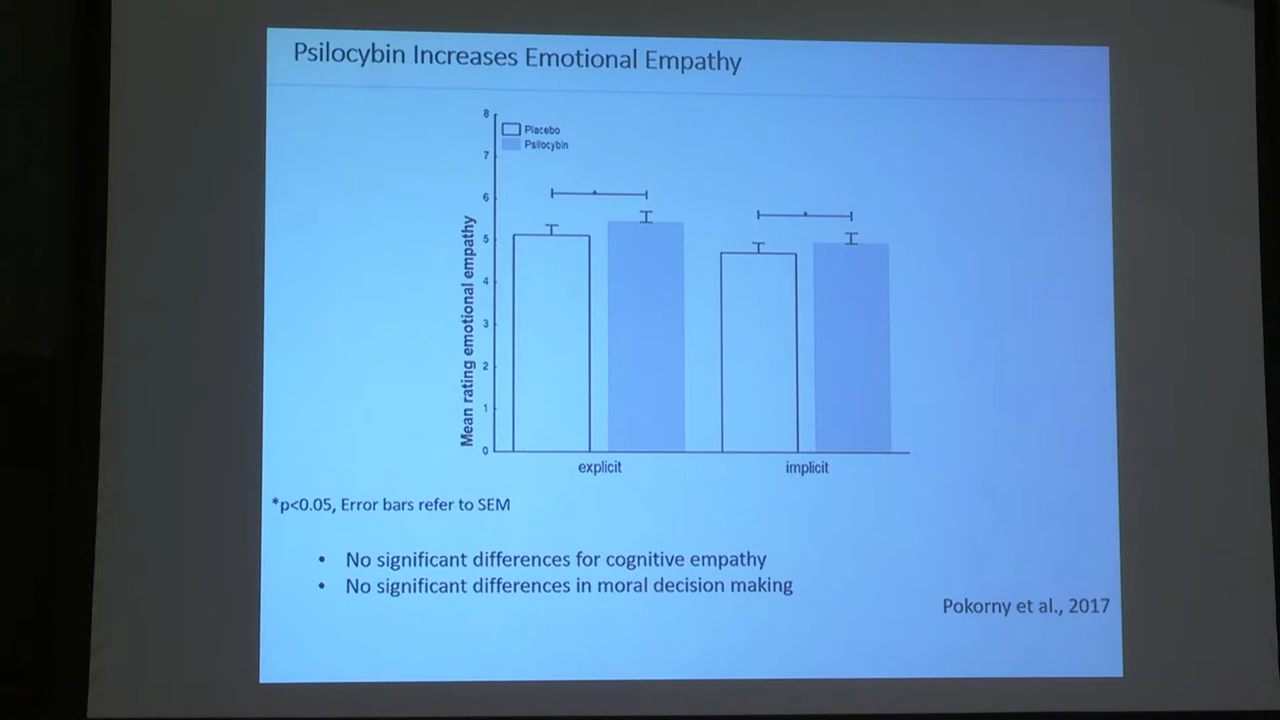 Psilocybin Increases Emotional Empathy
8
Placebo
Psilocybin
7
6
5
4
3
2
1
0
Mean rating emotional empathy
explicit
implicit
*p<0.05, Error bars refer to SEM
• No significant differences for cognitive empathy
• No significant differences in moral decision making
Pokorny et al., 2017